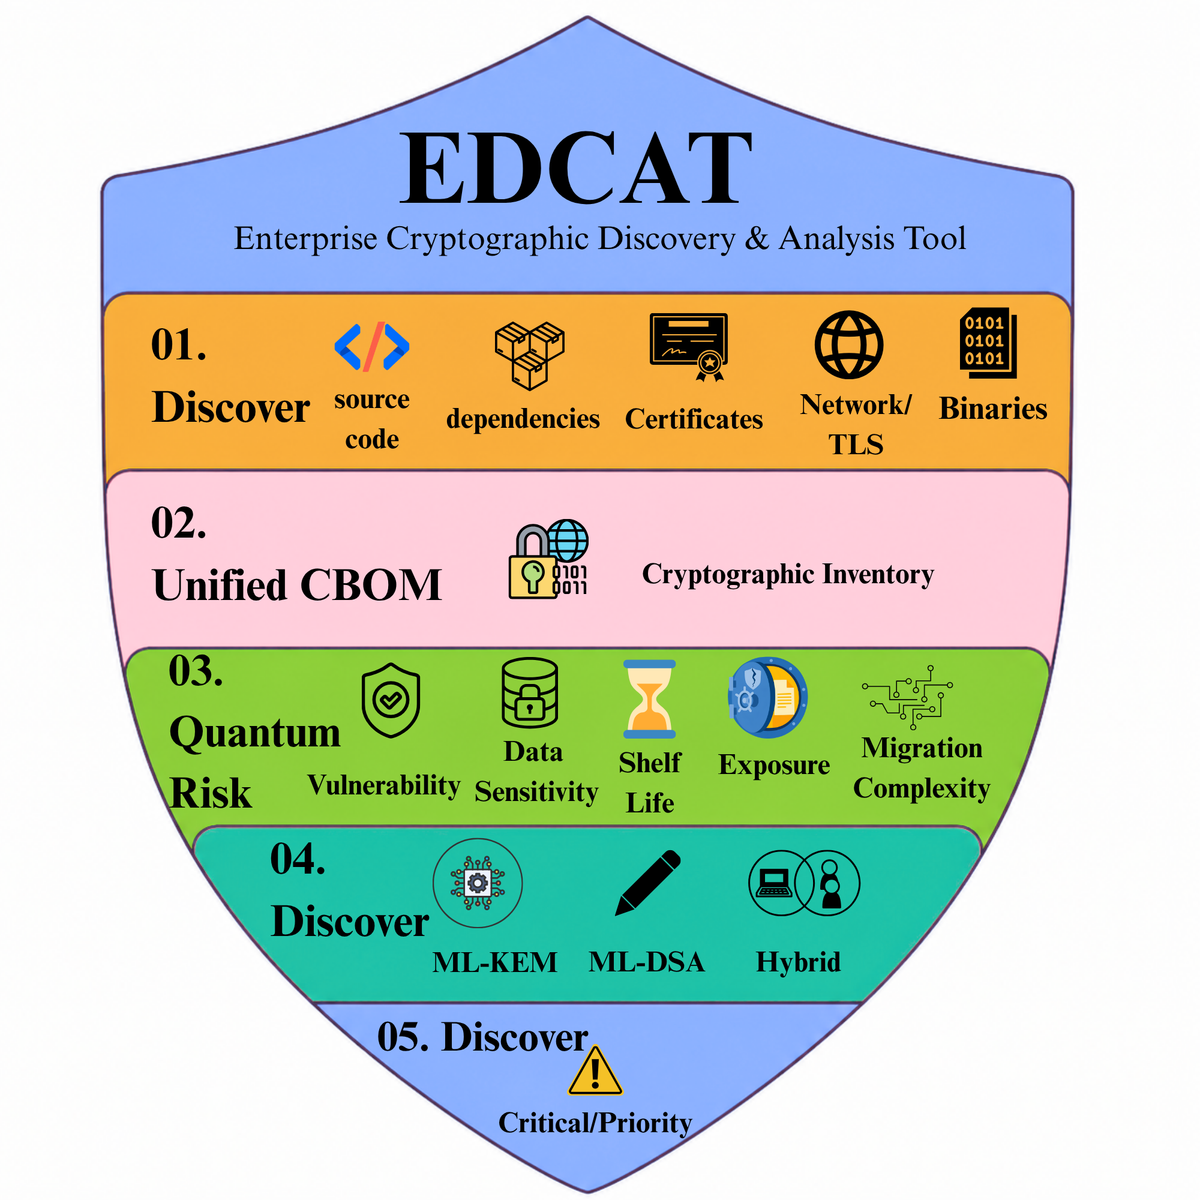 EDCAT
Enterprise Cryptographic Discovery & Analysis Tool
01.
Discover
source
code
dependencies
Certificates
Network/
TLS
0101
0101
0101
Binaries
02.
Unified CBOM
0101
0011
Cryptographic Inventory
03.
Quantum
Risk
Vulnerability
Data
Sensitivity
Shelf
Life
Exposure
Migration
Complexity
04.
Discover
ML-KEM
ML-DSA
Hybrid
05. Discover
Critical/Priority